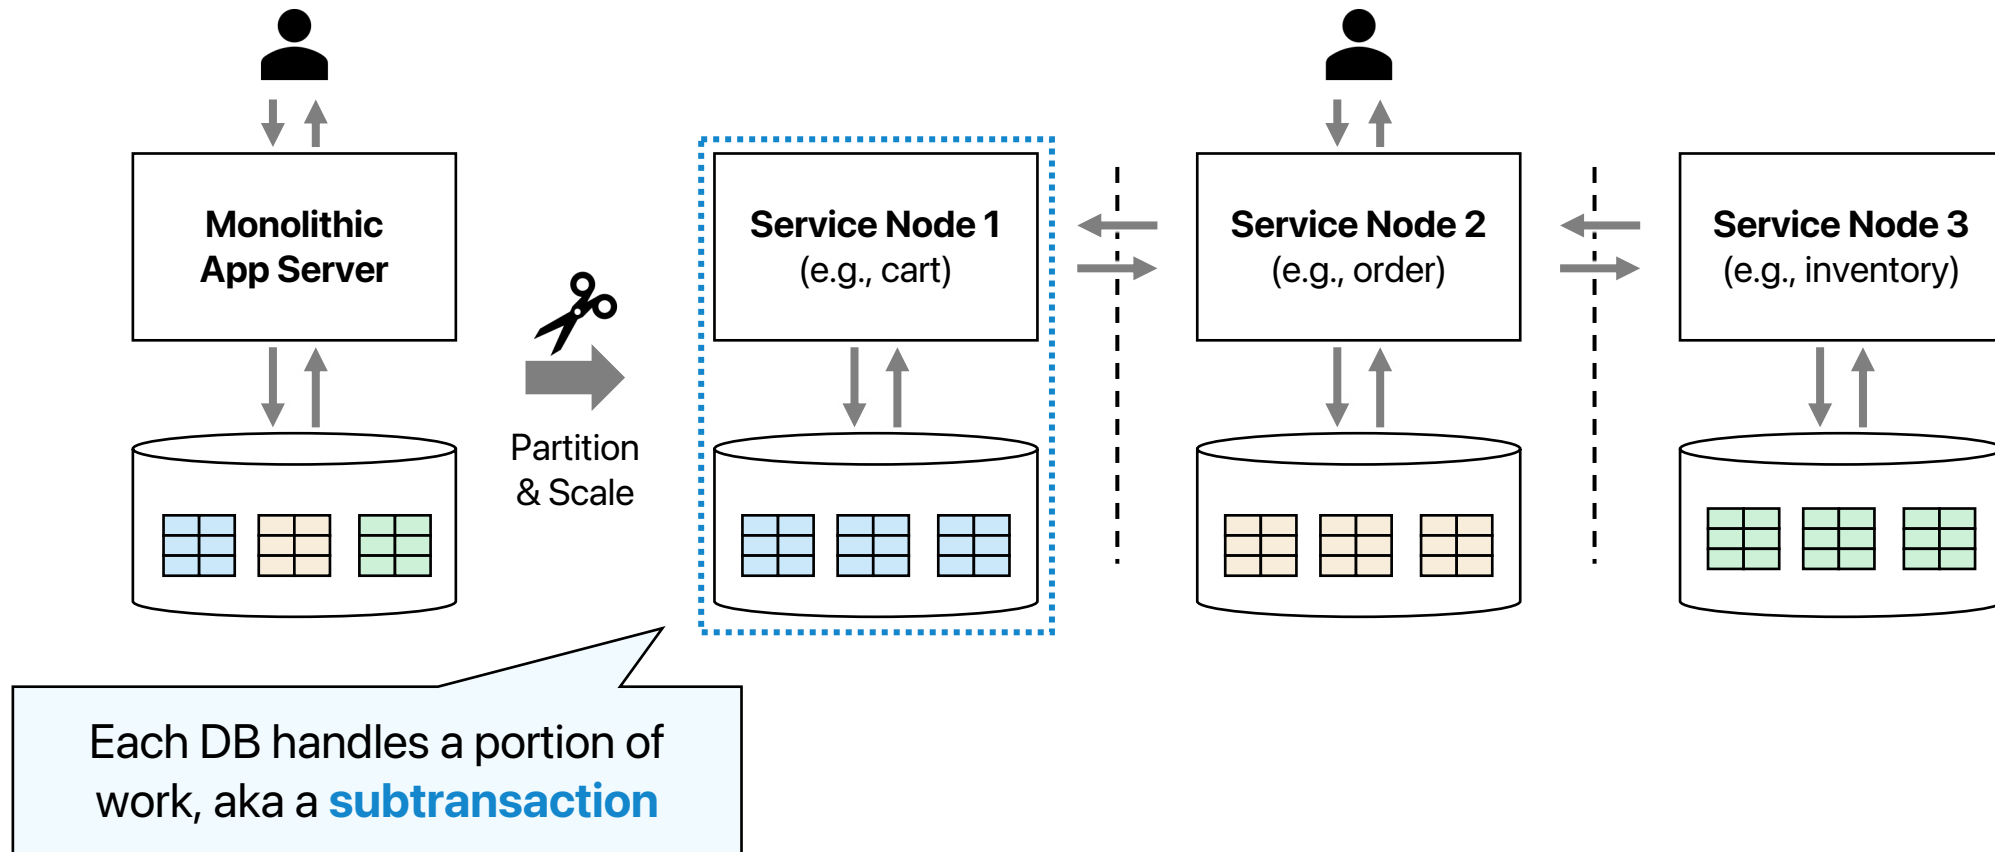 Monolithic
App Server
Partition
& Scale
Service Node 1
(e.g., cart)
Service Node 2
(e.g., order)
Service Node 3
(e.g., inventory)
Each DB handles a portion of
work, aka a subtransaction